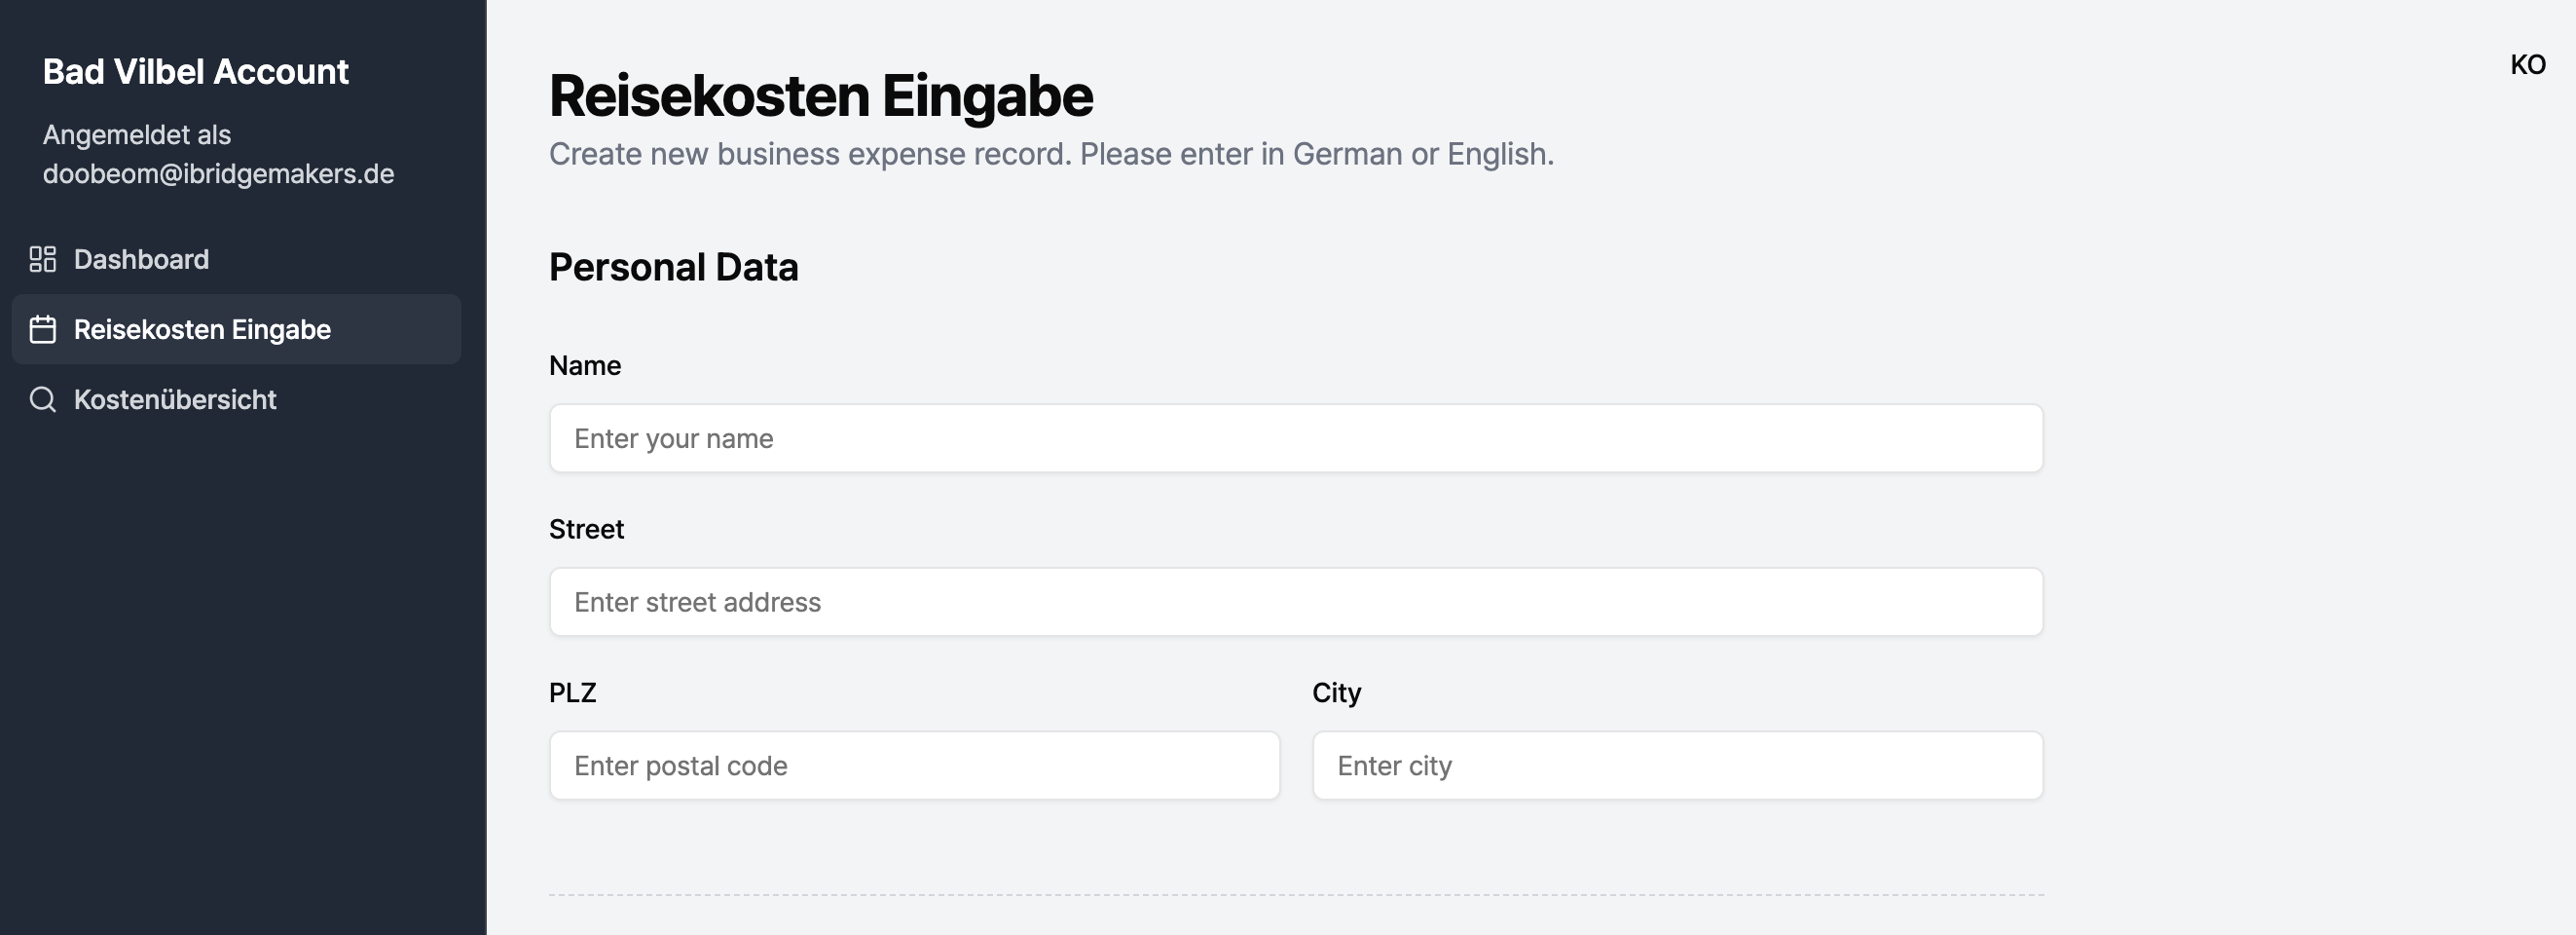 Bad Vilbel Account
Angemeldet als
doobeom@ibridgemakers.de
Dashboard
Reisekosten Eingabe
Kostenübersicht
KO
Reisekosten Eingabe
Create new business expense record. Please enter in German or English.
Personal Data
Name
Enter your name
Street
Enter street address
PLZ
City
Enter postal code
Enter city